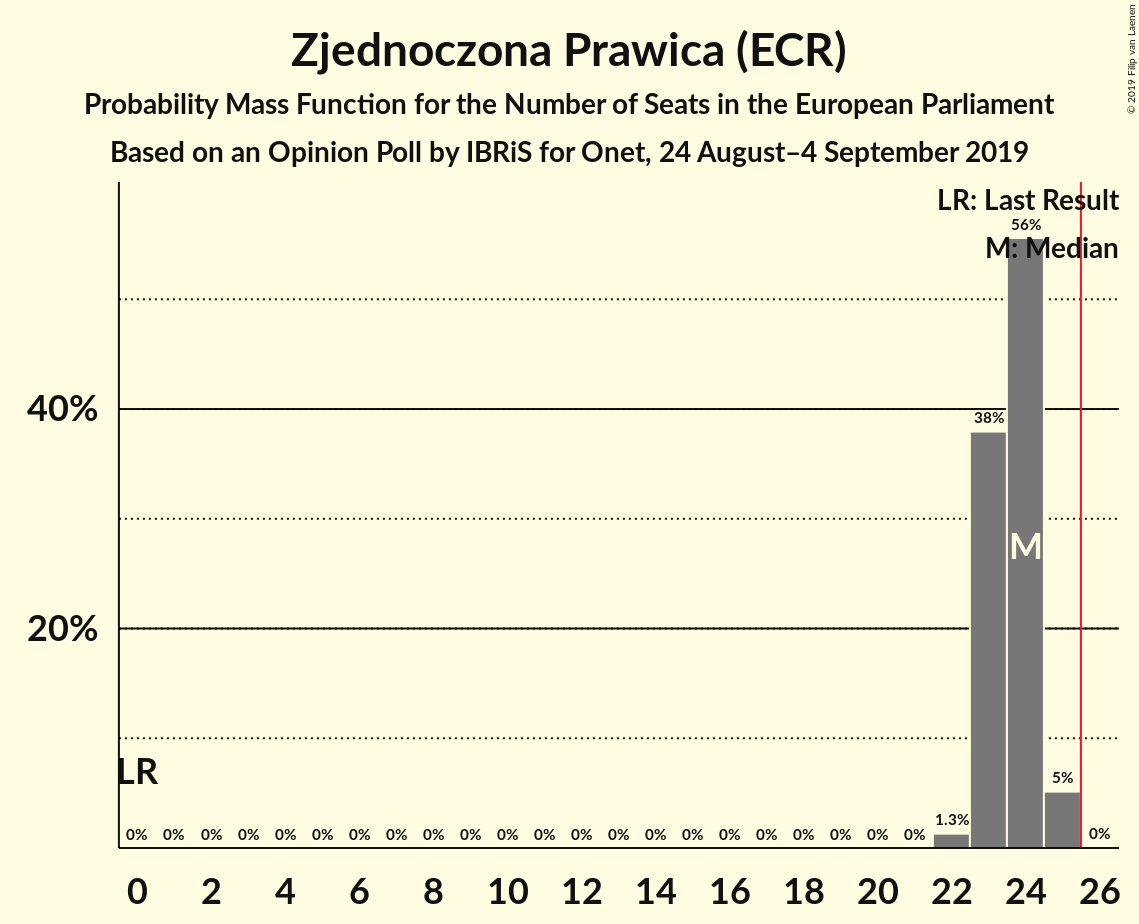 Zjednoczona Prawica (ECR)
Probability Mass Function for the Number of Seats in the European Parliament
Based on an Opinion Poll by IBRiS for Onet, 24 August–4 September 2019
© 2019 Filip van Laenen
LR: Last Result
M: Median
56%
40%
38%
M
20%
LR
0% 0% 0% 0% 0% 0% 0% 0% 0% 0% 0% 0% 0% 0% 0% 0% 0% 0% 0% 0% 0% 0% 1.3% 5% 0%
0 2 4 6 8 10 12 14 16 18 20 22 24 26